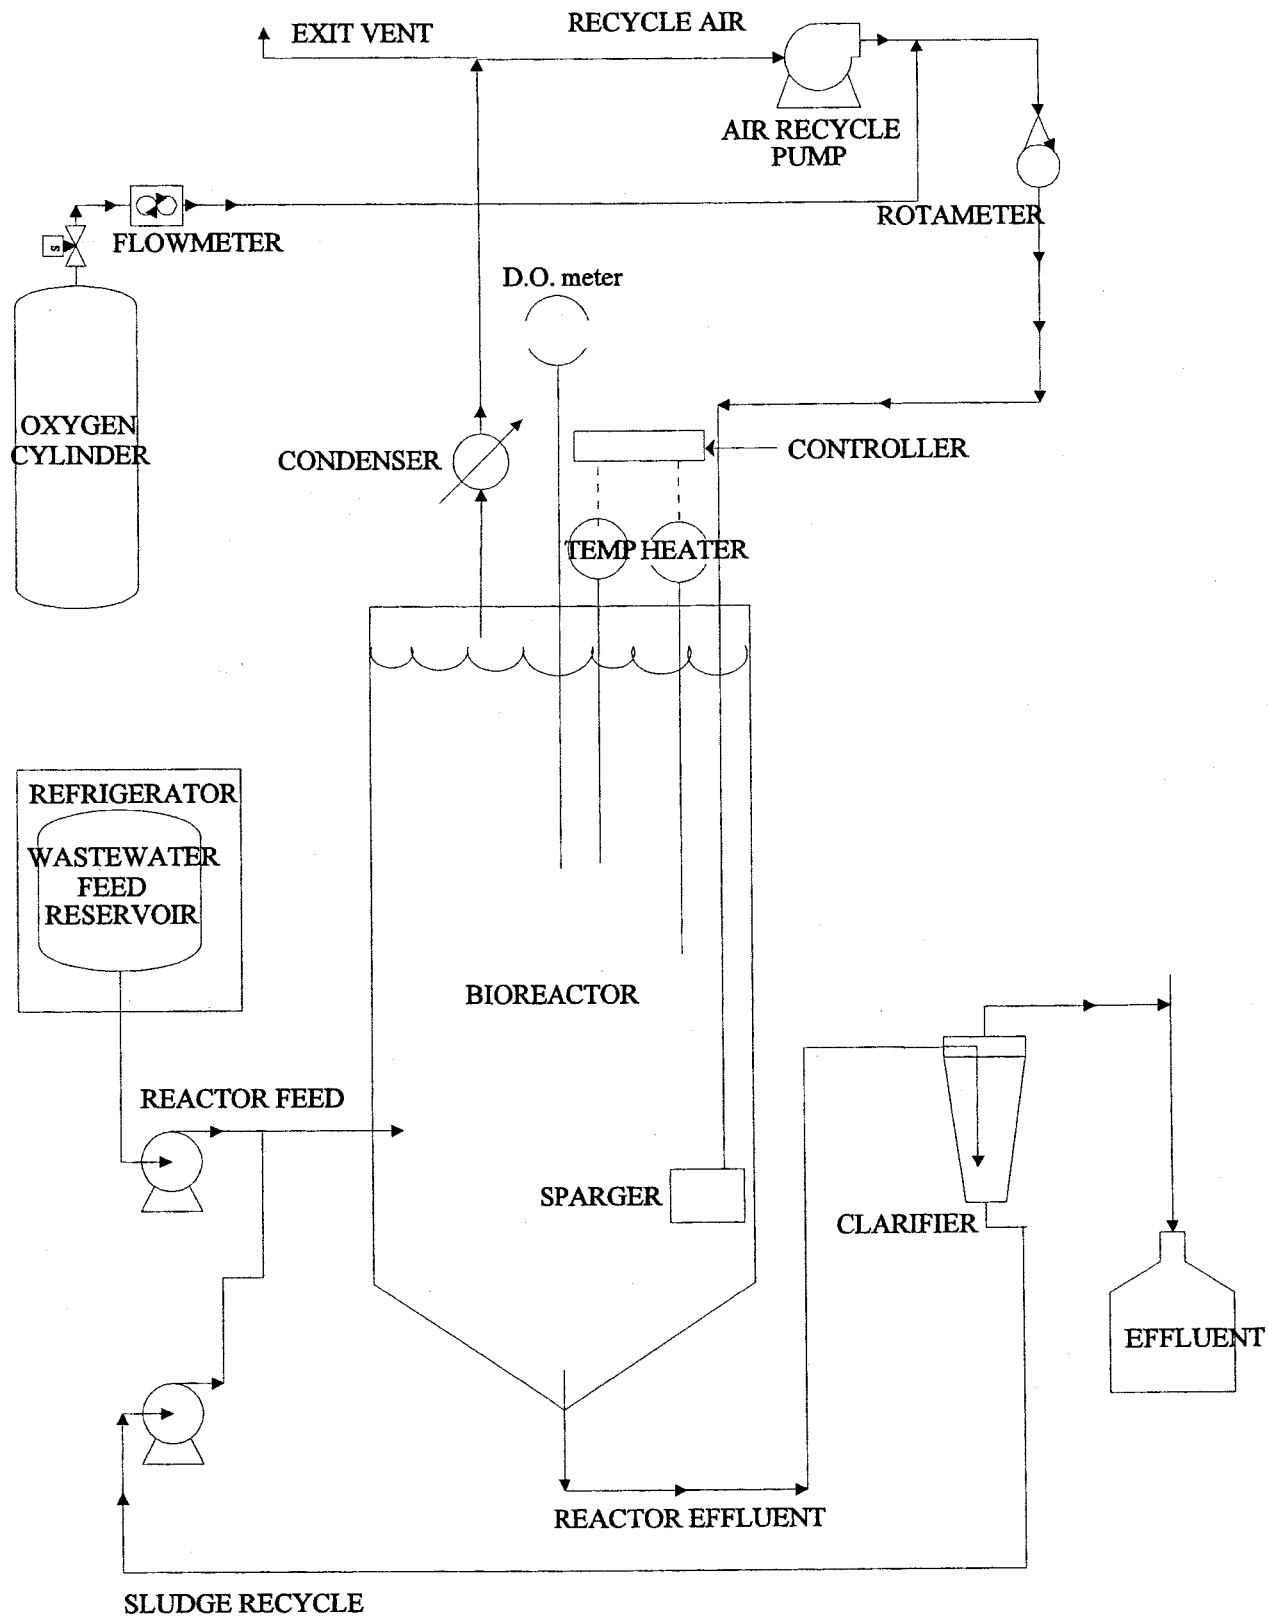 EXIT VENT
RECYCLE AIR
AIR RECYCLE
PUMP
ROTAMETER
FLOWMETER
s
D.O. meter
OXYGEN
CYLINDER
CONDENSER
CONTROLLER
TEMP
HEATER
REFRIGERATOR
WASTEWATER
FEED
RESERVOIR
BIOREACTOR
REACTOR FEED
SPARGER
CLARIFIER
EFFLUENT
REACTOR EFFLUENT
SLUDGE RECYCLE